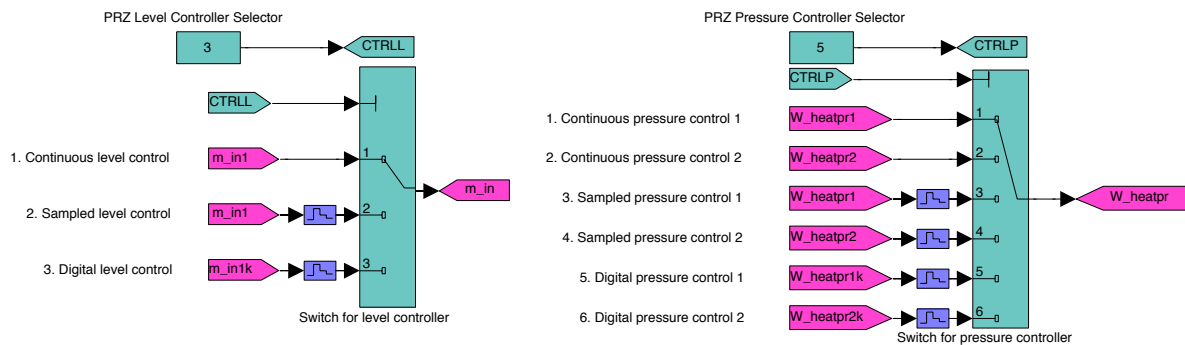 PRZ Level Controller Selector
3
CTRLL
CTRLL
1. Continuous level control
m_in1
1
m_in
2. Sampled level control
m_in1
2
3. Digital level control
m_in1k
3
Switch for level controller
PRZ Pressure Controller Selector
5
CTRLP
CTRLP
1. Continuous pressure control 1
W_heatpr1
1
2. Continuous pressure control 2
W_heatpr2
2
3. Sampled pressure control 1
W_heatpr1
3
W_heatpr
4. Sampled pressure control 2
W_heatpr2
4
5. Digital pressure control 1
W_heatpr1k
5
6. Digital pressure control 2
W_heatpr2k
6
Switch for pressure controller